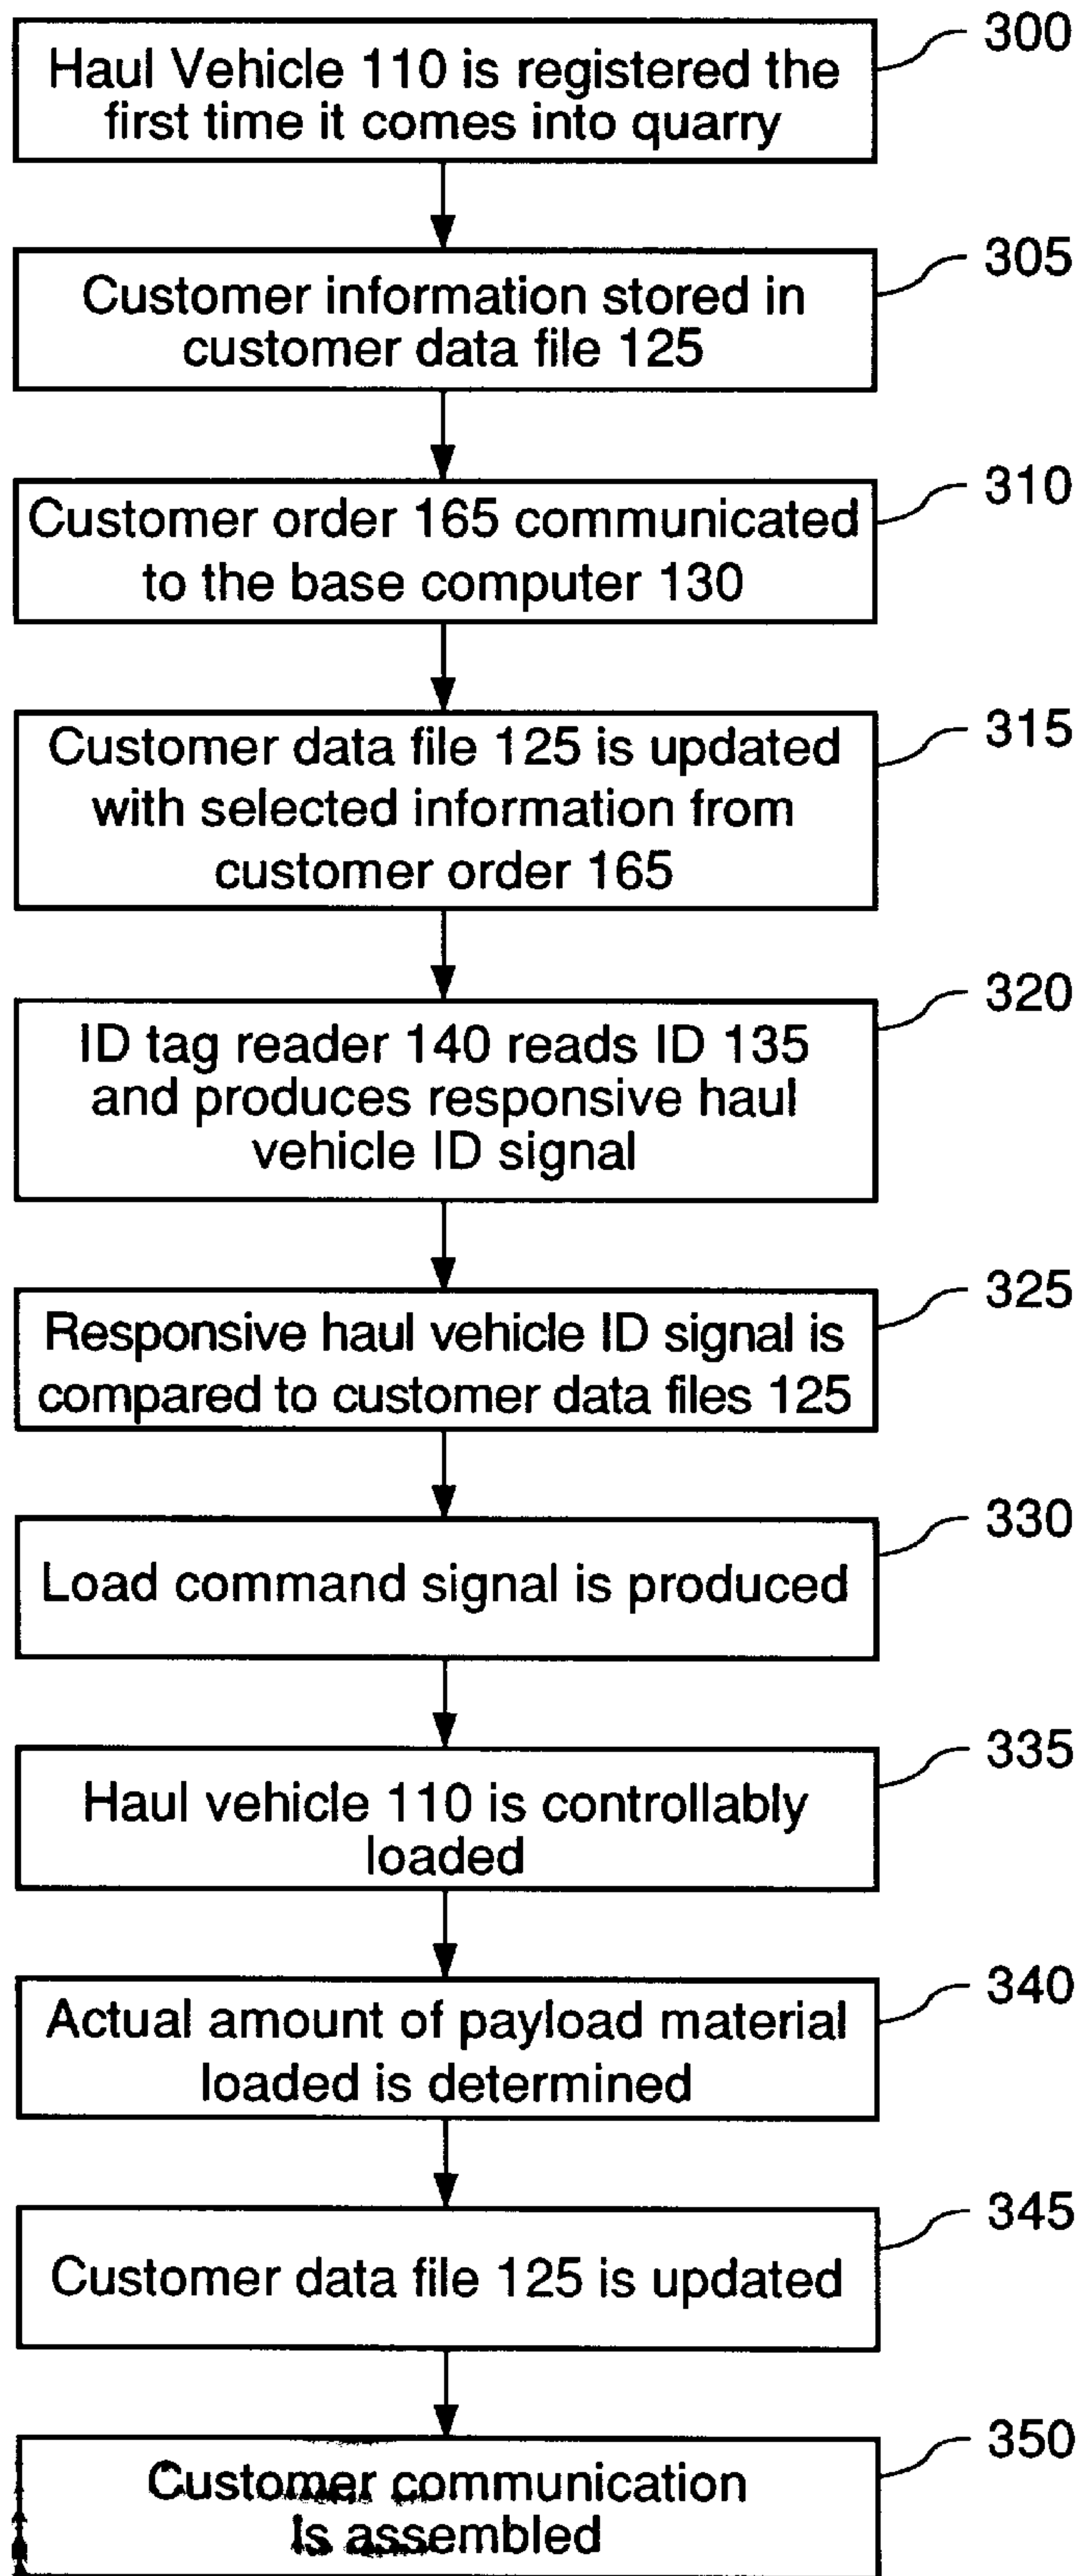 300
Haul Vehicle 110 is registered the
first time it comes into quarry
305
Customer information stored in
customer data file 125
310
Customer order 165 communicated
to the base computer 130
315
Customer data file 125 is updated
with selected information from
customer order 165
320
ID tag reader 140 reads ID 135
and produces responsive haul
vehicle ID signal
325
Responsive haul vehicle ID signal is
compared to customer data files 125
330
Load command signal is produced
335
Haul vehicle 110 is controllably
loaded
340
Actual amount of payload material
loaded is determined
345
Customer data file 125 is updated
350
Customer communication
Is assembled